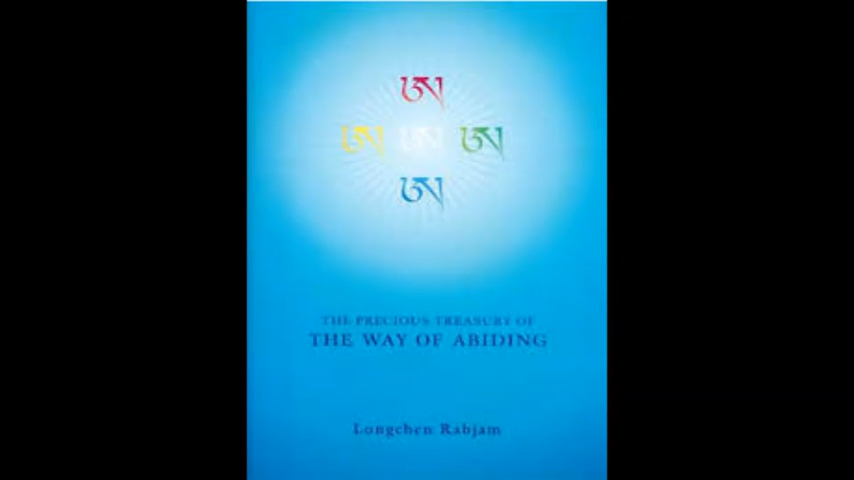 ཨ
ཨ ཨ ཨ
ཨ
THE PRECIOUS TREASURY OF
THE WAY OF ABIDING
Longchen Rabjam